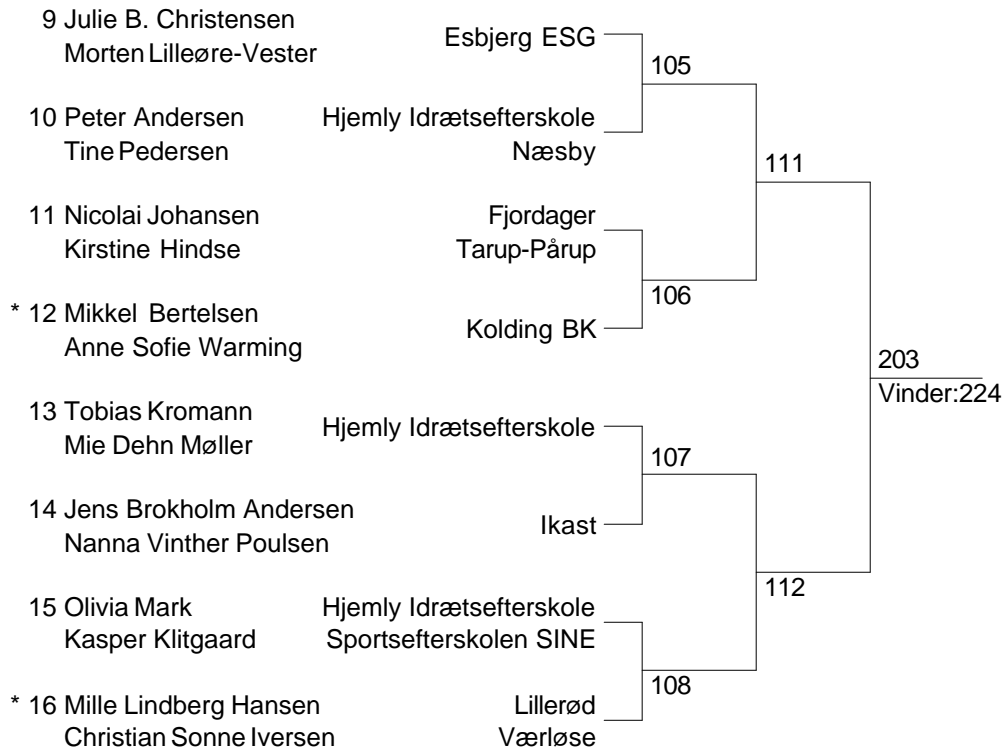 9 Julie B. Christensen Esbjerg ESG
Morten Lilleøre-Vester
105
10 Peter Andersen Hjemly Idrætsefterskole
Tine Pedersen Næsby
111
11 Nicolai Johansen Fjordager
Kirstine Hindse Tarup-Pårup
106
* 12 Mikkel Bertelsen Kolding BK
Anne Sofie Warming
203
Vinder:224
13 Tobias Kromann Hjemly Idrætsefterskole
Mie Dehn Møller
107
14 Jens Brokholm Andersen Ikast
Nanna Vinther Poulsen
112
15 Olivia Mark Hjemly Idrætsefterskole
Kasper Klitgaard Sportsefterskolen SINE
108
* 16 Mille Lindberg Hansen Lillerød
Christian Sonne Iversen Værløse